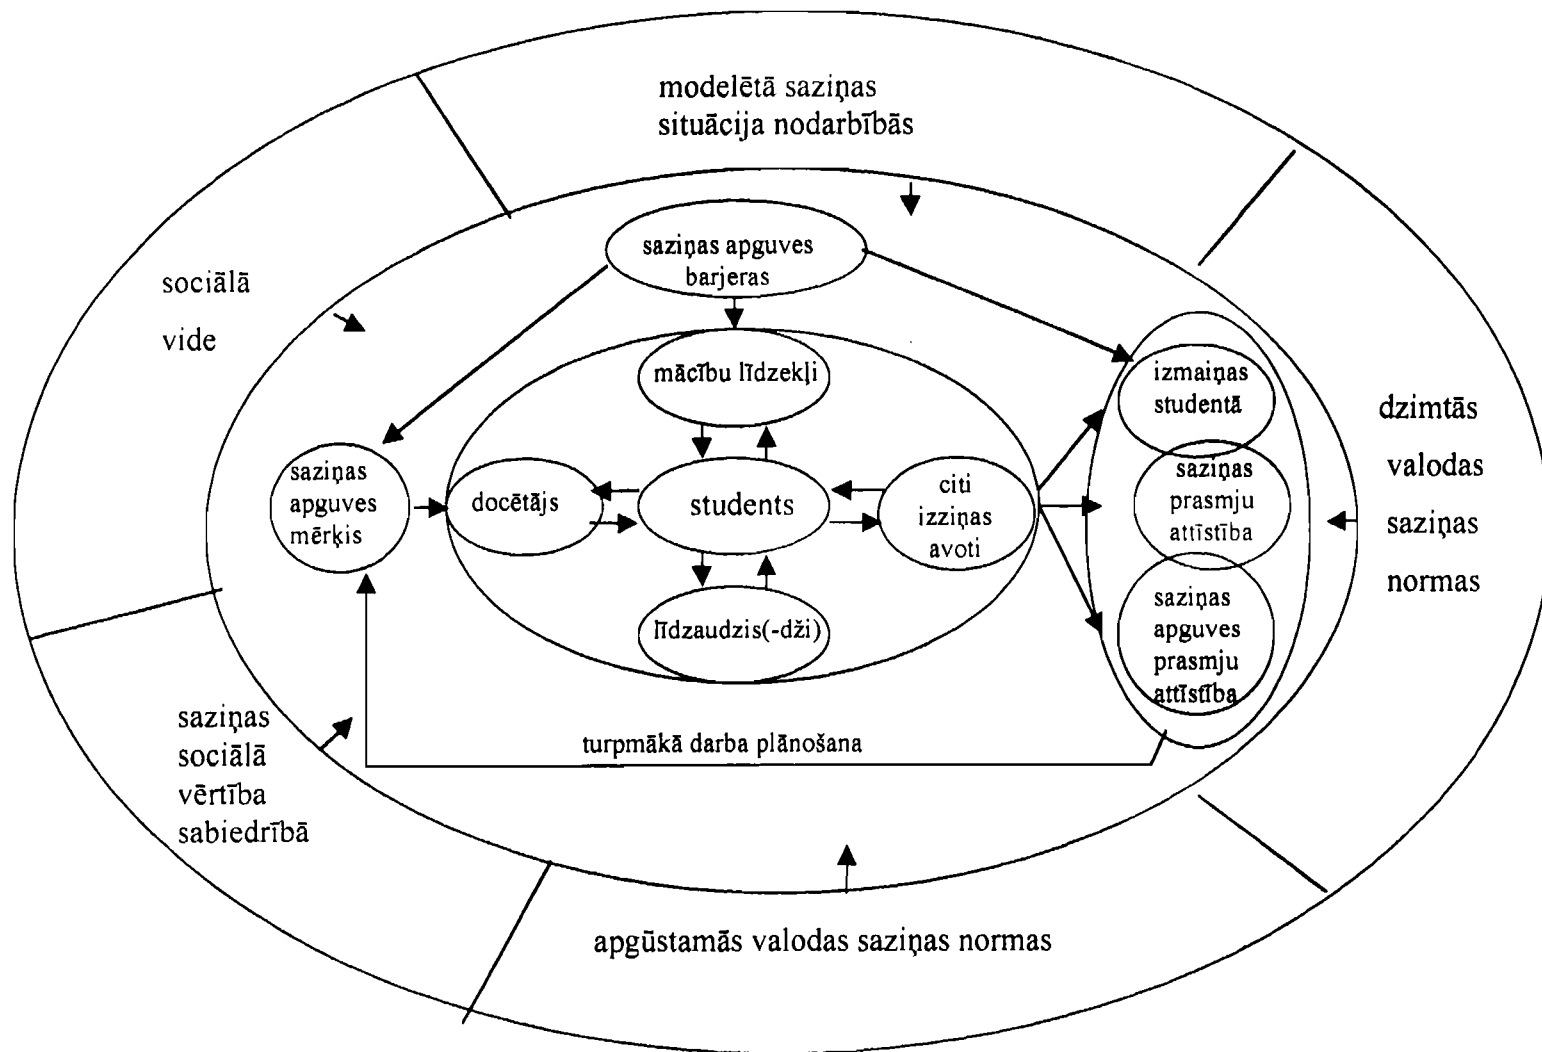 modelētā saziņas
situācija nodarbībās
sociālā
vide
saziņas apguves
barjeras
mācību līdzekļi
izmaiņas
studentā
dzimtās
valodas
saziņas
normas
saziņas
apguves
mērķis
docētājs
students
citi
izziņas
avoti
saziņas
prasmju
attīstība
līdzaudzis(-dži)
saziņas
apguves
prasmju
attīstība
saziņas
sociālā
vērtība
sabiedrībā
turpmākā darba plānošana
apgūstamās valodas saziņas normas